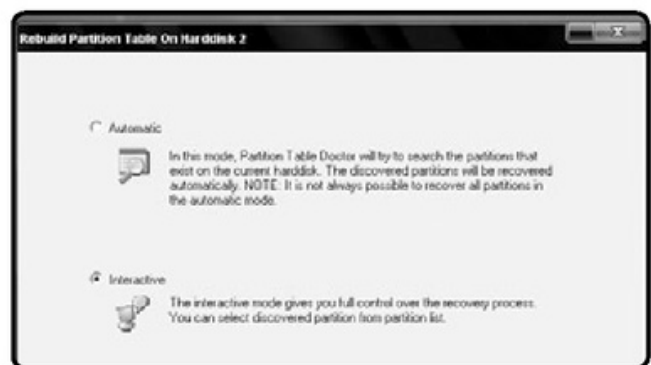 Rebuild Partition Table On Harddisk 2
Automatic
In this mode, Partition Table Doctor will try to search the partitions that
exist on the current harddisk. The discovered partitions will be recovered
automatically. NOTE: It is not always possible to recover all partitions in
the automatic mode.
Interactive
The interactive mode gives you full control over the recovery process.
You can select discovered partition from partition list.